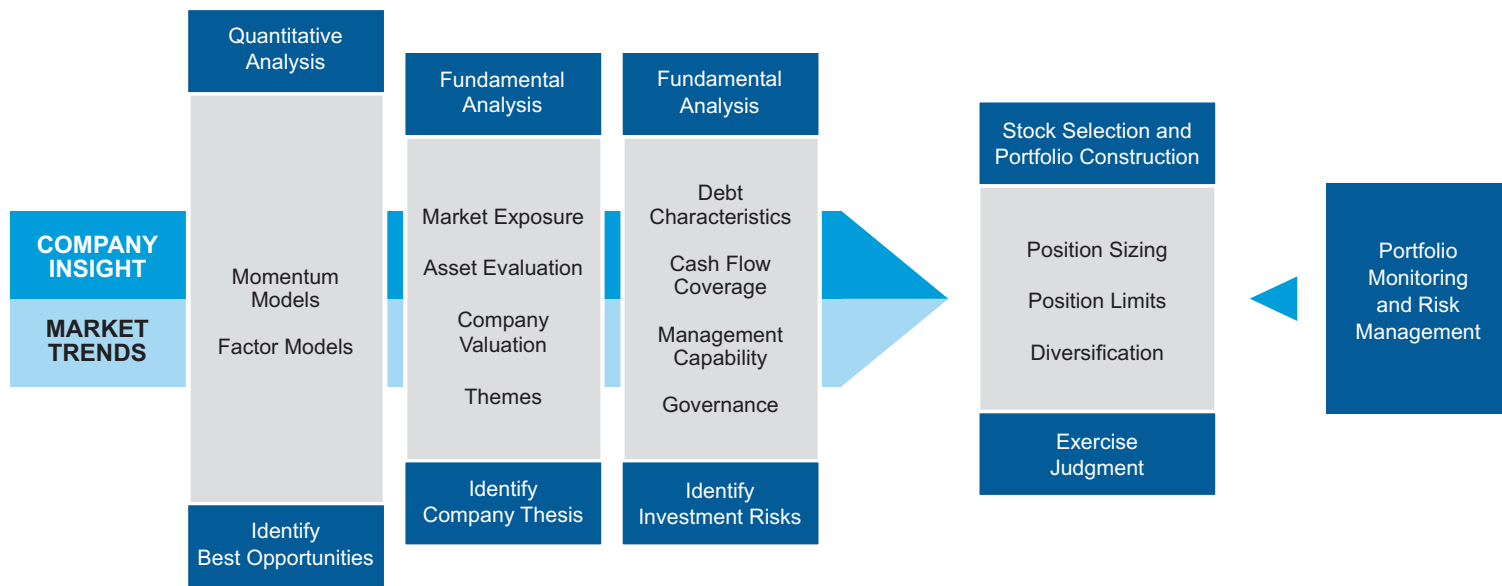 COMPANY
INSIGHT
MARKET
TRENDS
Quantitative
Analysis
Momentum
Models
Factor Models
Identify
Best Opportunities
Fundamental
Analysis
Market Exposure
Asset Evaluation
Company
Valuation
Themes
Identify
Company Thesis
Fundamental
Analysis
Debt
Characteristics
Cash Flow
Coverage
Management
Capability
Governance
Identify
Investment Risks
Stock Selection and
Portfolio Construction
Position Sizing
Position Limits
Diversification
Exercise
Judgment
Portfolio
Monitoring
and Risk
Management